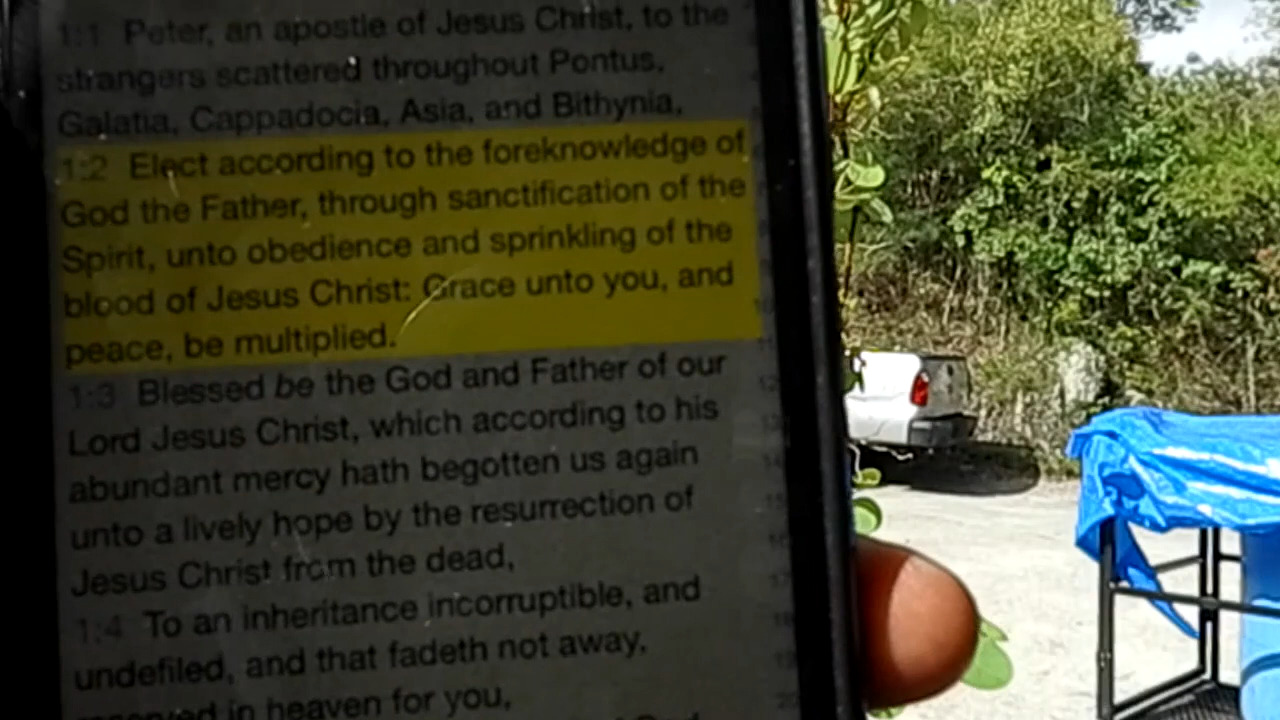 1:1 Peter, an apostle of Jesus Christ, to the
strangers scattered throughout Pontus,
Galatia, Cappadocia, Asia, and Bithynia,
1:2 Elect according to the foreknowledge of
God the Father, through sanctification of the
Spirit, unto obedience and sprinkling of the
blood of Jesus Christ: Grace unto you, and
peace, be multiplied.
1:3 Blessed be the God and Father of our
Lord Jesus Christ, which according to his
abundant mercy hath begotten us again
unto a lively hope by the resurrection of
Jesus Christ from the dead,
1:4 To an inheritance incorruptible, and
undefiled, and that fadeth not away,
reserved in heaven for you,